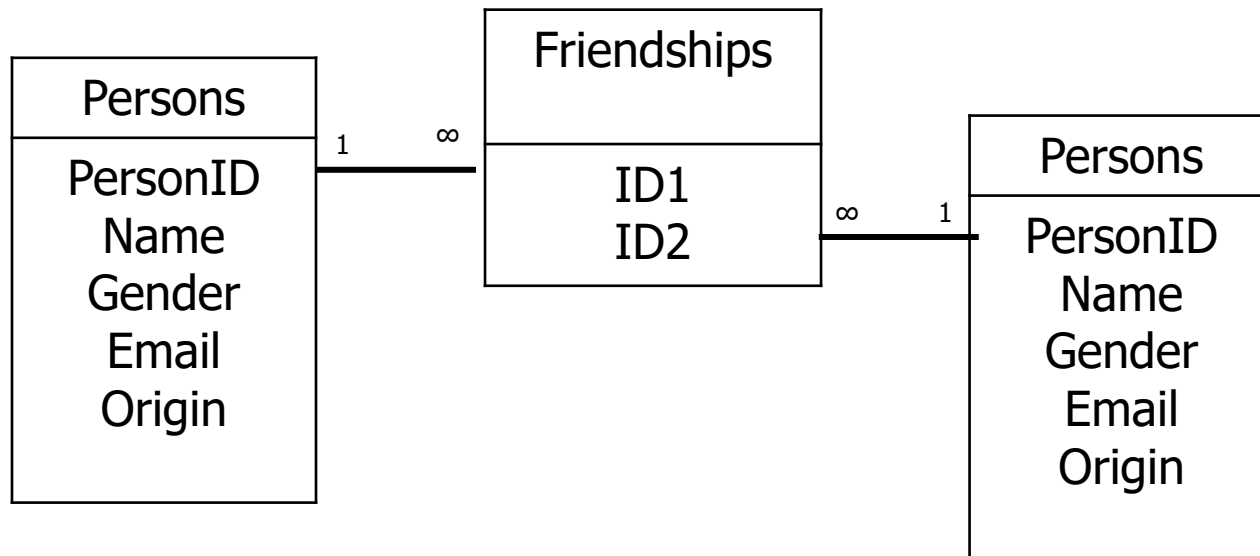 Persons
PersonID
Name
Gender
Email
Origin
1
∞
Friendships
ID1
ID2
∞
1
Persons
PersonID
Name
Gender
Email
Origin